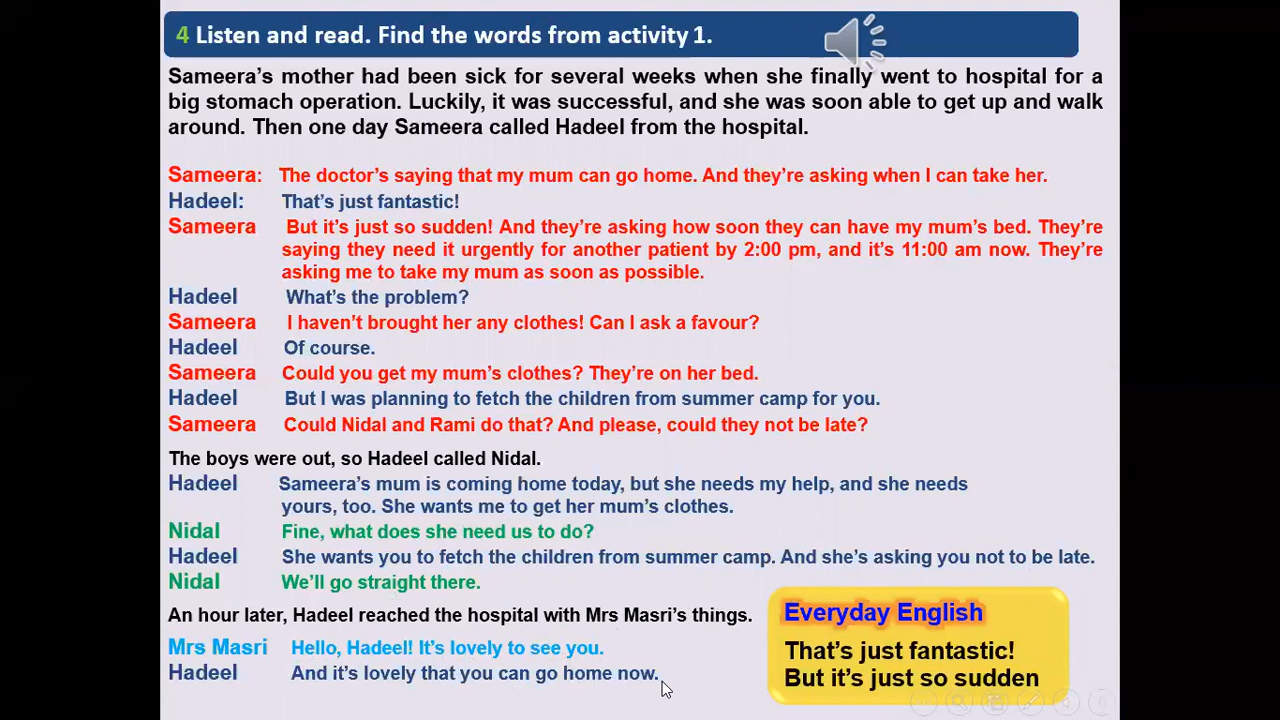 4 Listen and read. Find the words from activity 1.
Sameera's mother had been sick for several weeks when she finally went to hospital for a
big stomach operation. Luckily, it was successful, and she was soon able to get up and walk
around. Then one day Sameera called Hadeel from the hospital.
Sameera: The doctor's saying that my mum can go home. And they're asking when I can take her.
Hadeel: That's just fantastic!
Sameera But it's just so sudden! And they're asking how soon they can have my mum's bed. They're
saying they need it urgently for another patient by 2:00 pm, and it's 11:00 am now. They're
asking me to take my mum as soon as possible.
Hadeel What's the problem?
Sameera I haven't brought her any clothes! Can I ask a favour?
Hadeel Of course.
Sameera Could you get my mum's clothes? They're on her bed.
Hadeel But I was planning to fetch the children from summer camp for you.
Sameera Could Nidal and Rami do that? And please, could they not be late?
The boys were out, so Hadeel called Nidal.
Hadeel Sameera's mum is coming home today, but she needs my help, and she needs
yours, too. She wants me to get her mum's clothes.
Nidal Fine, what does she need us to do?
Hadeel She wants you to fetch the children from summer camp. And she's asking you not to be late.
Nidal We'll go straight there.
An hour later, Hadeel reached the hospital with Mrs Masri's things.
Mrs Masri Hello, Hadeel! It's lovely to see you.
Hadeel And it's lovely that you can go home now.
Everyday English
That's just fantastic!
But it's just so sudden